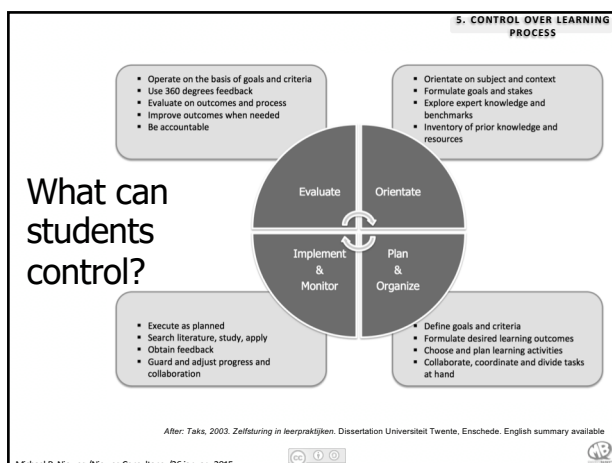 5. CONTROL OVER LEARNING
PROCESS
▪ Operate on the basis of goals and criteria
▪ Use 360 degrees feedback
▪ Evaluate on outcomes and process
▪ Improve outcomes when needed
▪ Be accountable
▪ Orientate on subject and context
▪ Formulate goals and stakes
▪ Explore expert knowledge and
benchmarks
▪ Inventory of prior knowledge and
resources
What can
students
control?
Evaluate
Orientate
Implement
&
Monitor
Plan
&
Organize
▪ Execute as planned
▪ Search literature, study, apply
▪ Obtain feedback
▪ Guard and adjust progress and
collaboration
▪ Define goals and criteria
▪ Formulate desired learning outcomes
▪ Choose and plan learning activities
▪ Collaborate, coordinate and divide tasks
at hand
After: Taks, 2003. Zelfsturing in leerpraktijken. Dissertation Universiteit Twente, Enschede. English summary available